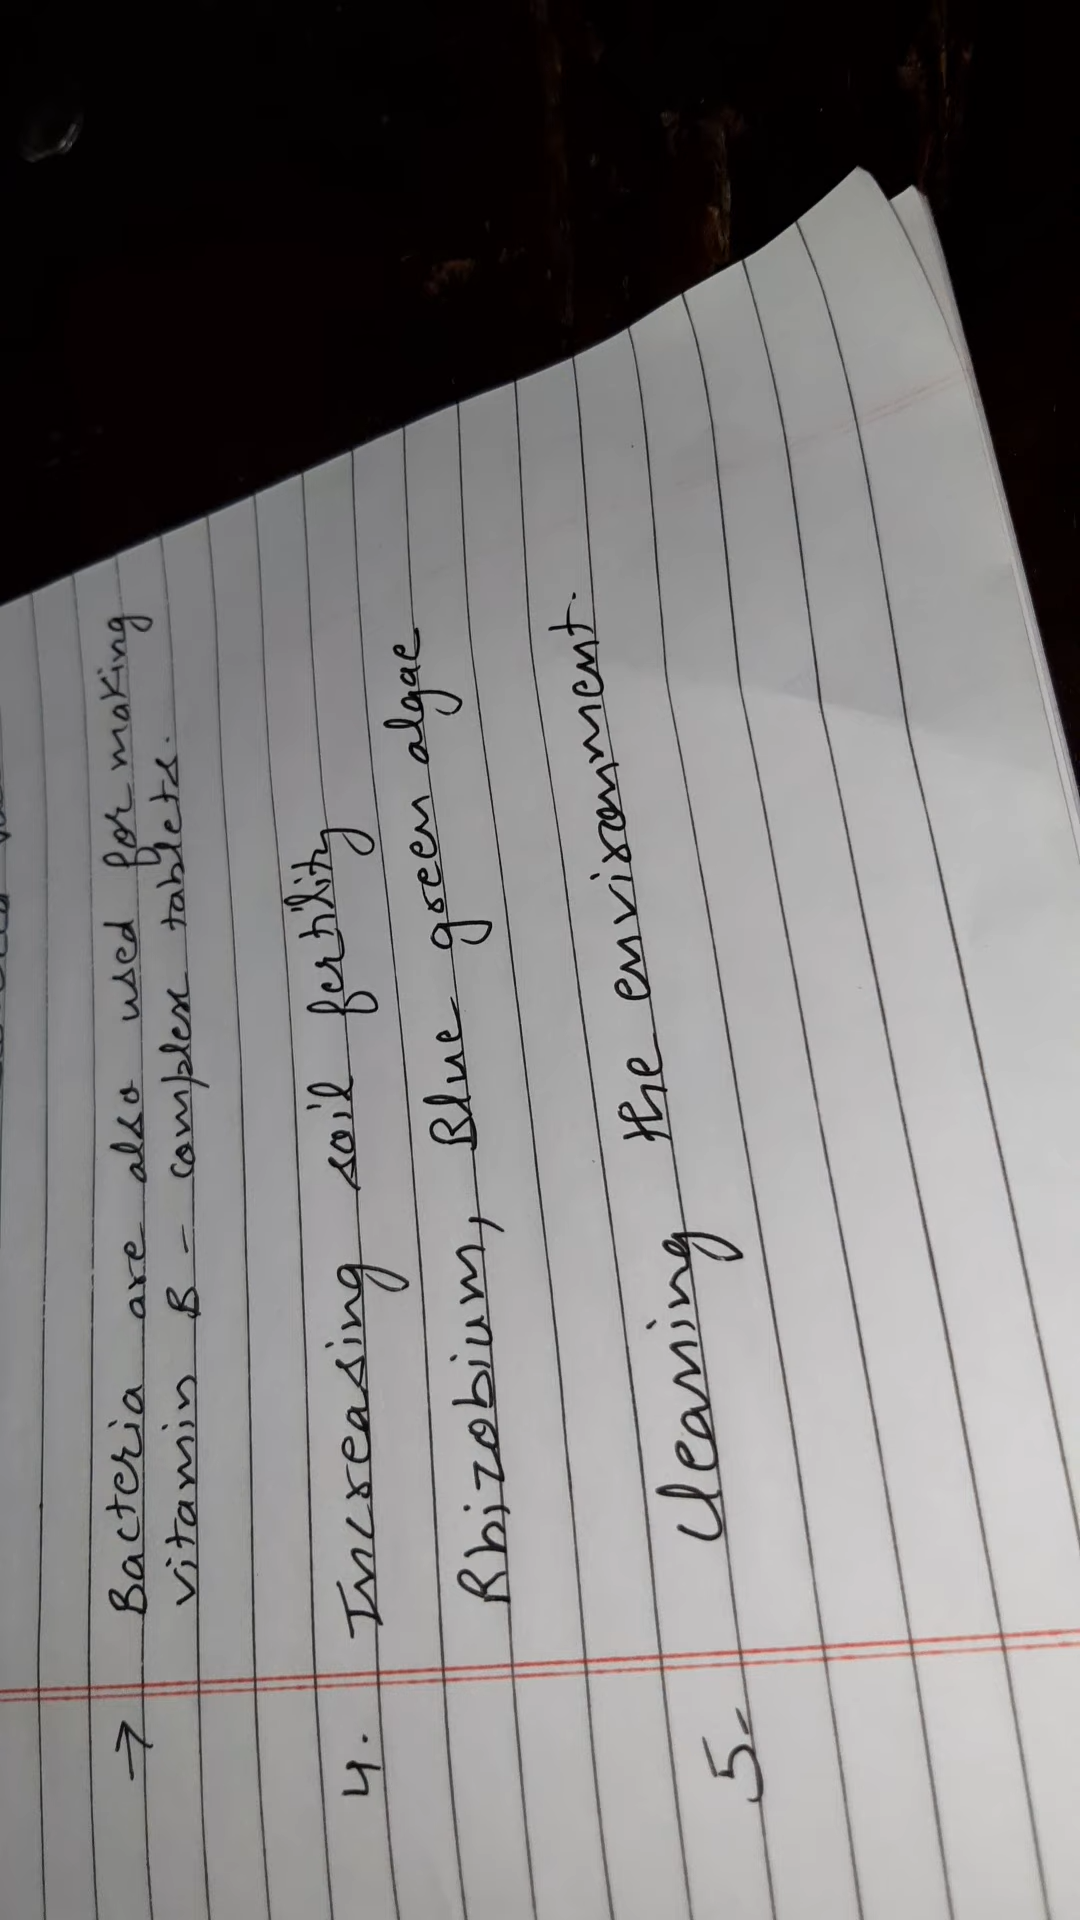 → Bacteria are also used for making
vitamin B - complex tablets.
4. Increasing soil fertility
Rhizobium, Blue green algae
5. Cleaning the environment.